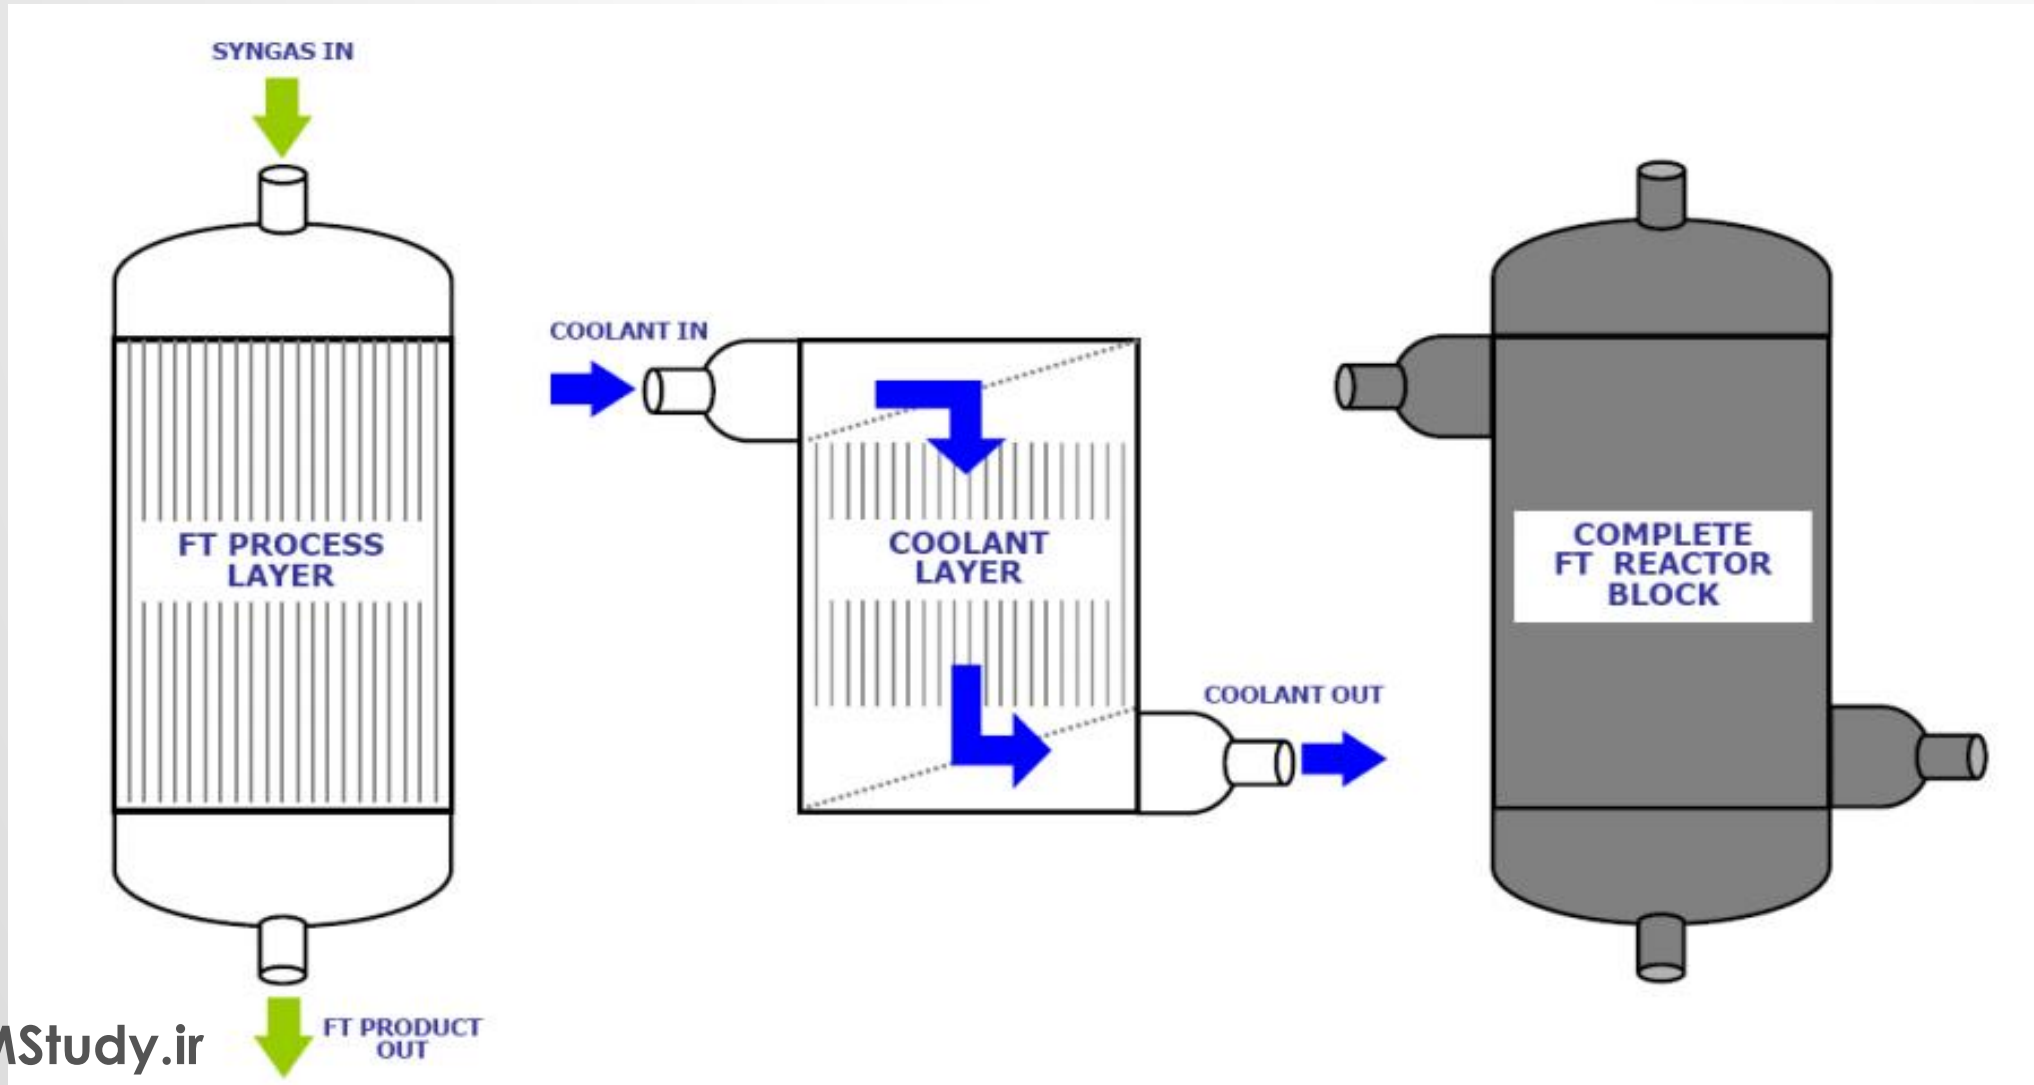 SYNGAS IN
FT PROCESS
LAYER
FT PRODUCT
OUT
COOLANT IN
COOLANT
LAYER
COOLANT OUT
COMPLETE
FT REACTOR
BLOCK
MStudy.ir